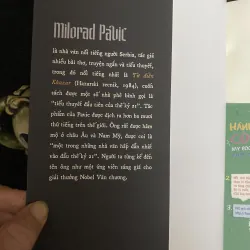 Milorad Pavic
là nhà văn nổi tiếng người Serbia, tác giả
nhiều bài thơ, truyện ngắn và tiểu thuyết,
trong đó nổi tiếng nhất là Từ điển
Khazar (Hazarski recnik, 1984), cuốn
sách được một số nhà phê bình gọi là
"tiểu thuyết đầu tiên của thế kỷ 21". Tác
phẩm của Pavic được dịch ra hơn ba mươi
thứ tiếng trên thế giới. Ông rất được hâm
mộ ở châu Âu và Nam Mỹ, được coi là
"một trong những nhà văn hấp dẫn nhất
vào đầu thế kỷ 21". Người ta từng kể tên
ông như một ứng viên sáng giá cho
giải thưởng Nobel Văn chương.
HÀNH